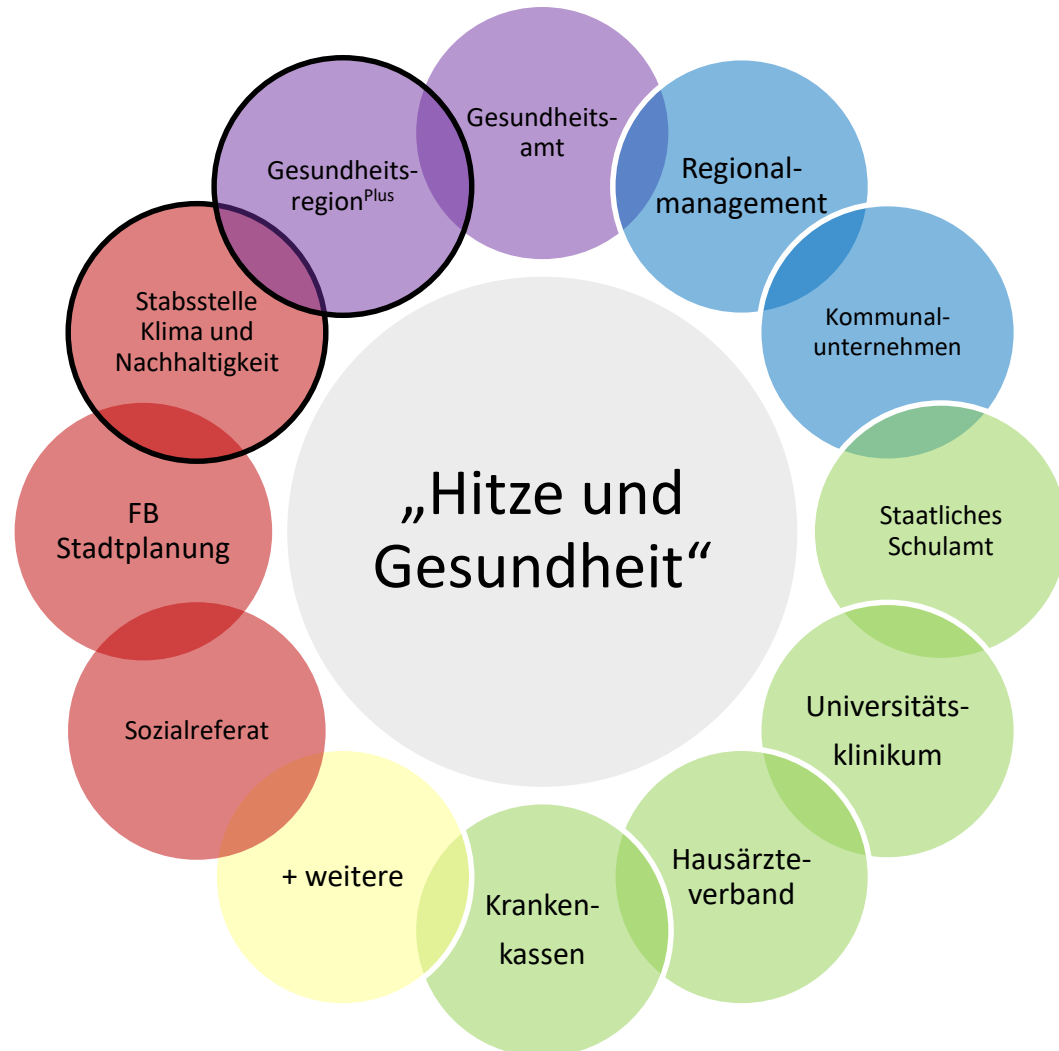 Gesundheits-
amt
Regional-
management
Kommunal-
unternehmen
Staatliches
Schulamt
Universitäts-
klinikum
Hausärzte-
verband
Kranken-
kassen
+ weitere
Sozialreferat
FB
Stadtplanung
Stabsstelle
Klima und
Nachhaltigkeit
Gesundheits-
regionPlus
„Hitze und
Gesundheit“